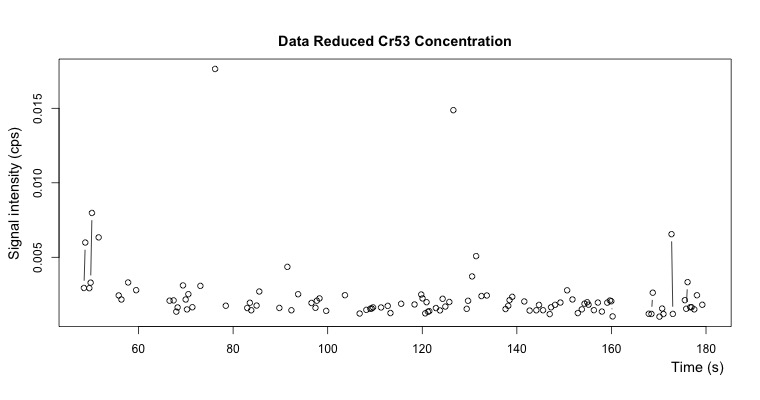 Data Reduced Cr53 Concentration
Signal intensity (cps)
0.015
0.010
0.005
60 80 100 120 140 160 180
Time (s)